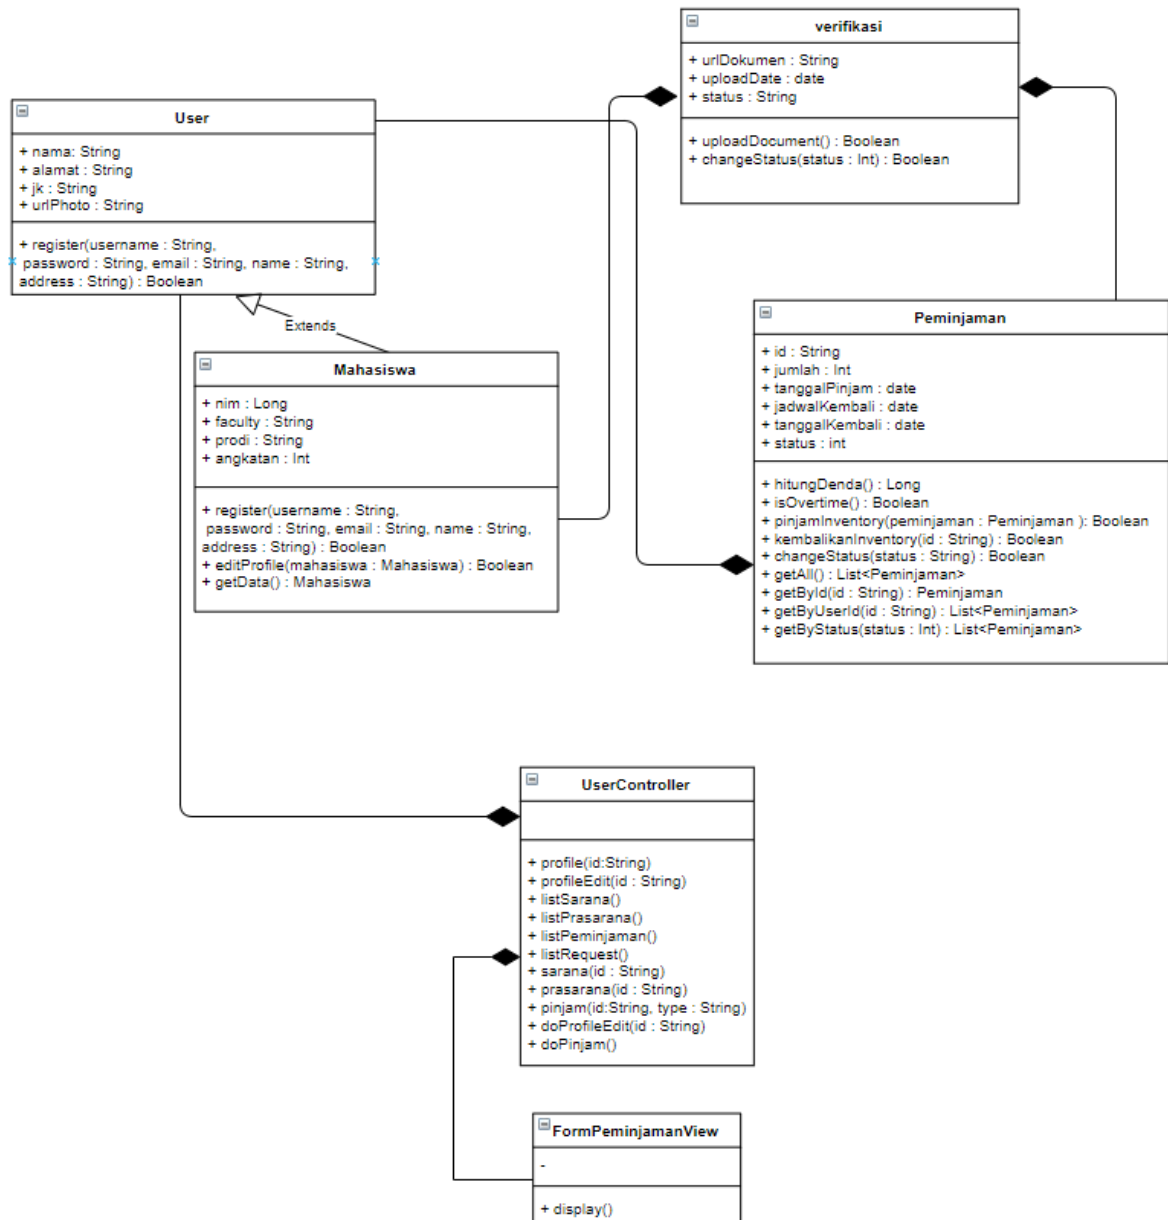 verifikasi
+ urlDokumen : String
+ uploadDate : date
+ status : String
+ uploadDocument() : Boolean
+ changeStatus(status : Int) : Boolean
User
+ nama: String
+ alamat : String
+ jk : String
+ urlPhoto : String
+ register(username : String,
password : String, email : String, name : String,
address : String) : Boolean
Extends
Mahasiswa
+ nim : Long
+ faculty : String
+ prodi : String
+ angkatan : Int
+ register(username : String,
password : String, email : String, name : String,
address : String) : Boolean
+ editProfile(mahasiswa : Mahasiswa) : Boolean
+ getData() : Mahasiswa
Peminjaman
+ id : String
+ jumlah : Int
+ tanggalPinjam : date
+ jadwalKembali : date
+ tanggalKembali : date
+ status : int
+ hitungDenda() : Long
+ isOvertime() : Boolean
+ pinjamInventory(peminjaman : Peminjaman ): Boolean
+ kembalikanInventory(id : String) : Boolean
+ changeStatus(status : String) : Boolean
+ getAll() : List<Peminjaman>
+ getById(id : String) : Peminjaman
+ getByUserId(id : String) : List<Peminjaman>
+ getByStatus(status : Int) : List<Peminjaman>
UserController
+ profile(id:String)
+ profileEdit(id : String)
+ listSarana()
+ listPrasarana()
+ listPeminjaman()
+ listRequest()
+ sarana(id : String)
+ prasarana(id : String)
+ pinjam(id:String, type : String)
+ doProfileEdit(id : String)
+ doPinjam()
FormPeminjamanView
-
+ display()